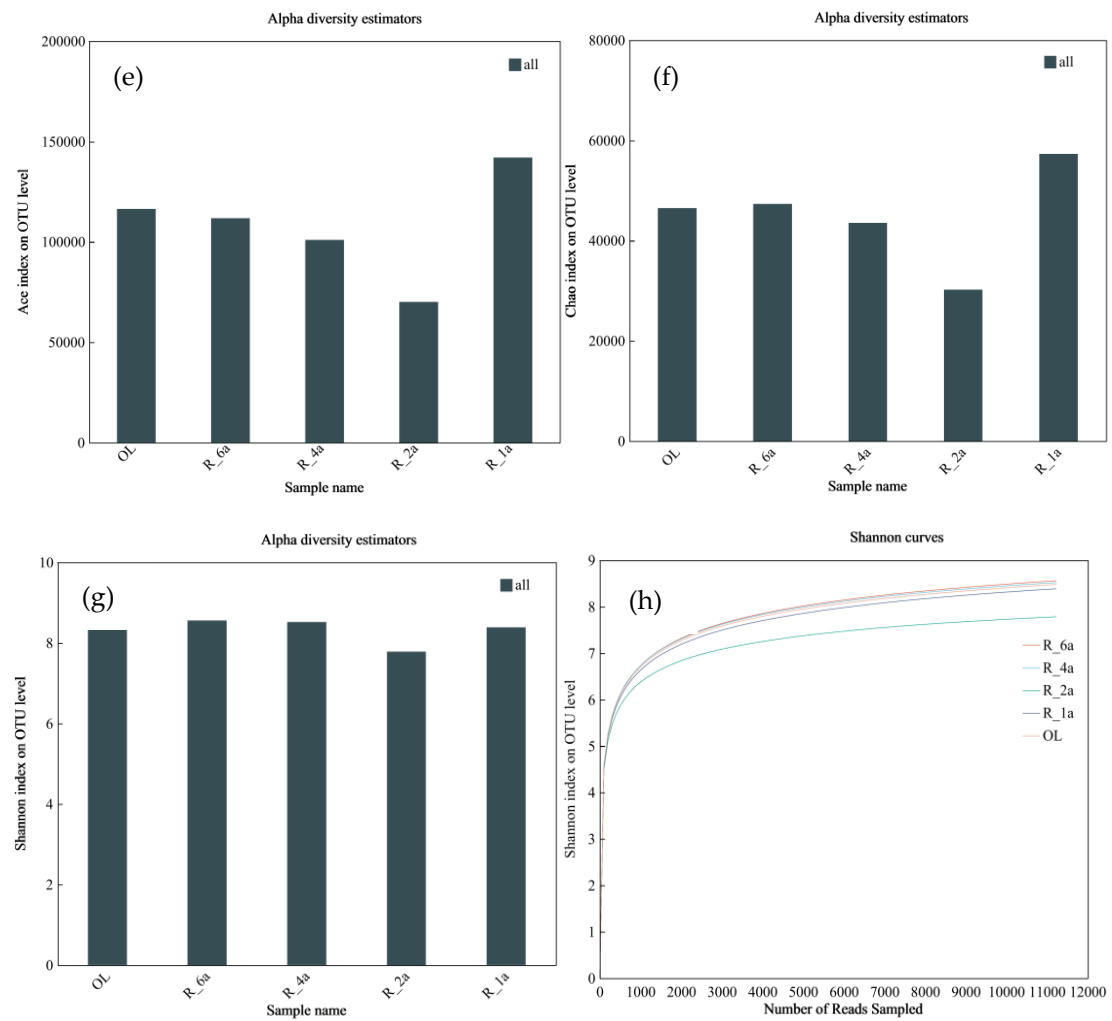 Alpha diversity estimators
(e)
all
200000
150000
100000
50000
0
Ace index on OTU level
OL
R_6a
R_4a
R_2a
R_1a
Sample name
Alpha diversity estimators
(f)
all
80000
60000
40000
20000
0
Chao index on OTU level
OL
R_6a
R_4a
R_2a
R_1a
Sample name
Alpha diversity estimators
(g)
all
10
8
6
4
2
0
Shannon index on OTU level
OL
R_6a
R_4a
R_2a
R_1a
Sample name
Shannon curves
(h)
9
8
7
6
5
4
3
2
1
0
Shannon index on OTU level
R_6a
R_4a
R_2a
R_1a
OL
0 1000 2000 3000 4000 5000 6000 7000 8000 9000 10000 11000 12000
Number of Reads Sampled